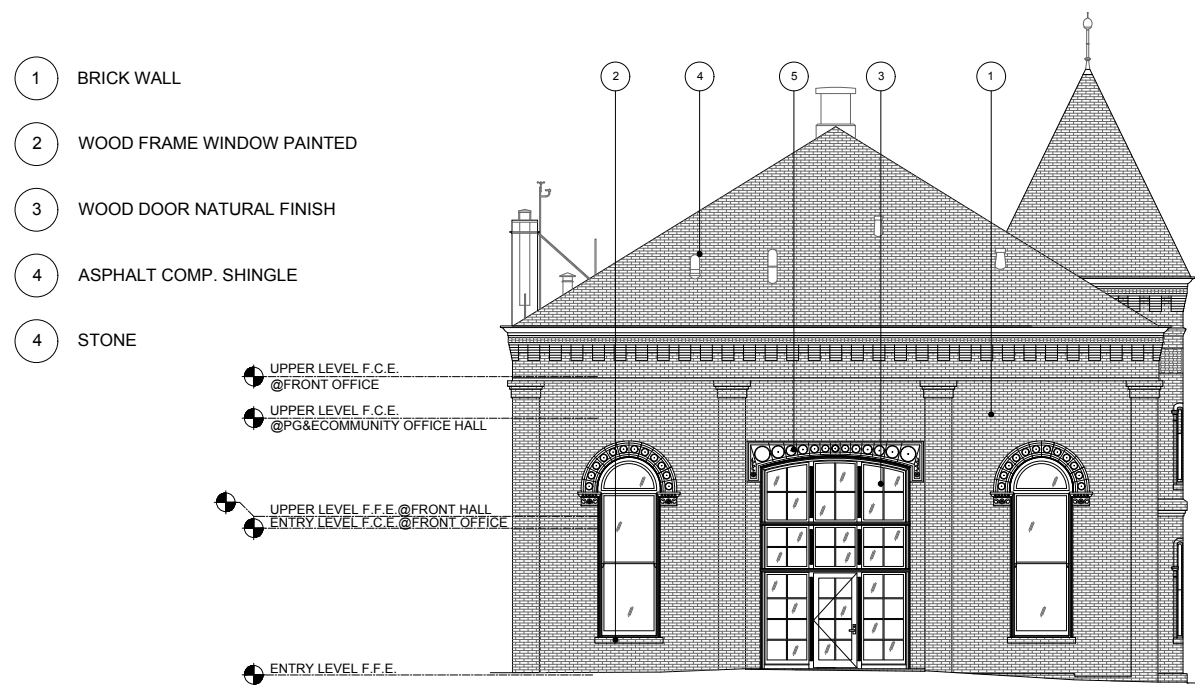 1 BRICK WALL
2 WOOD FRAME WINDOW PAINTED
3 WOOD DOOR NATURAL FINISH
4 ASPHALT COMP. SHINGLE
4 STONE
2 4 5 3 1
UPPER LEVEL F.C.E.
@FRONT OFFICE
UPPER LEVEL F.C.E.
@PG&ECOMMUNITY OFFICE HALL
UPPER LEVEL F.F.E.@FRONT HALL
ENTRY LEVEL F.C.E.@FRONT OFFICE
ENTRY LEVEL F.F.E.